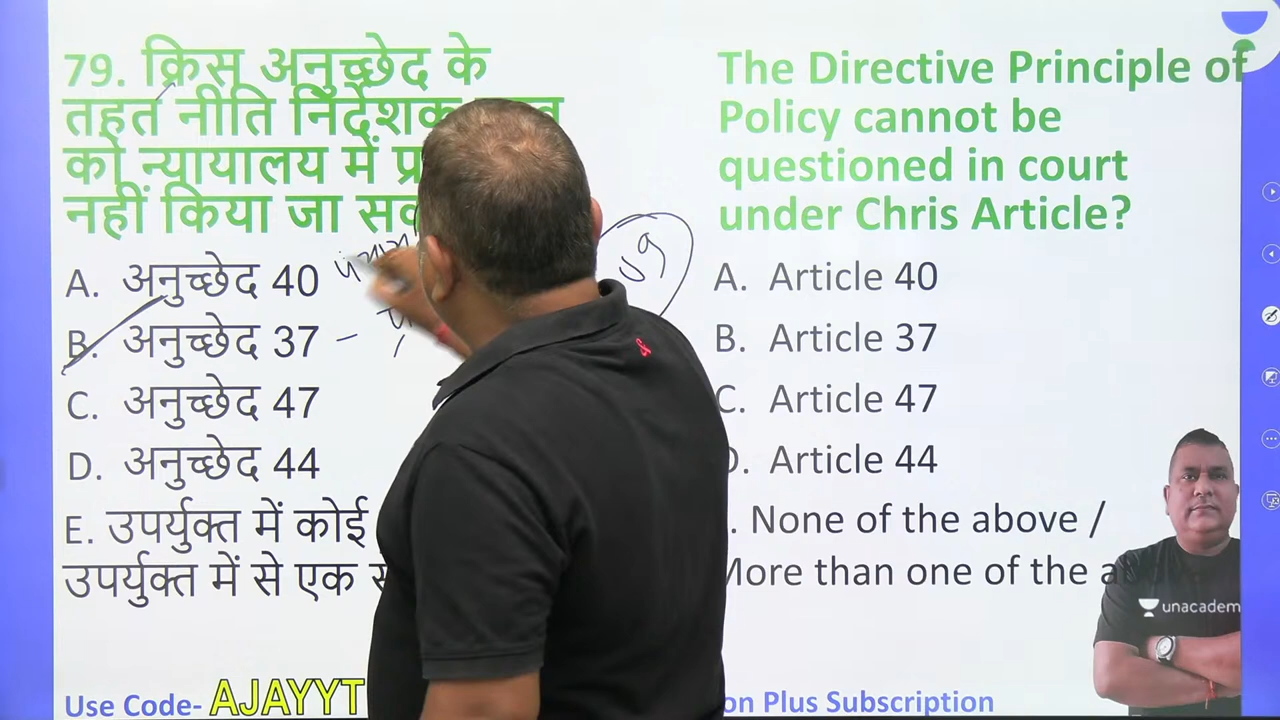 79. क्रिस अनुच्छेद के
तहत नीति निर्देशक
को न्यायालय में
नहीं किया जा
A. अनुच्छेद 40
B. अनुच्छेद 37
C. अनुच्छेद 47
D. अनुच्छेद 44
E. उपर्युक्त में कोई
उपर्युक्त में से एक
Use Code- AJAYYT
The Directive Principle of
Policy cannot be
questioned in court
under Chris Article?
A. Article 40
B. Article 37
C. Article 47
D. Article 44
. None of the above /
More than one of the
on Plus Subscription
unacadem